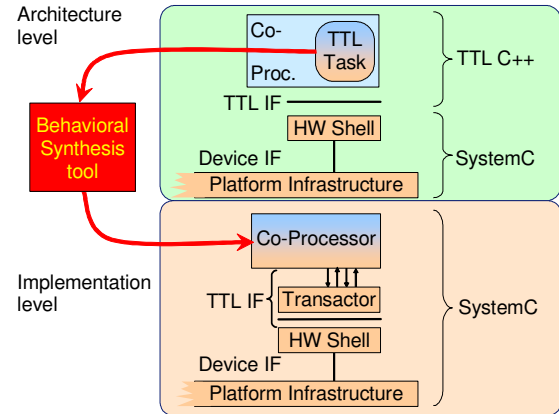 Architecture
level
Co-
Proc.
TTL
Task
TTL C++
TTL IF
HW Shell
Device IF
SystemC
Platform Infrastructure
Behavioral
Synthesis
tool
Co-Processor
Implementation
level
TTL IF
Transactor
SystemC
HW Shell
Device IF
Platform Infrastructure